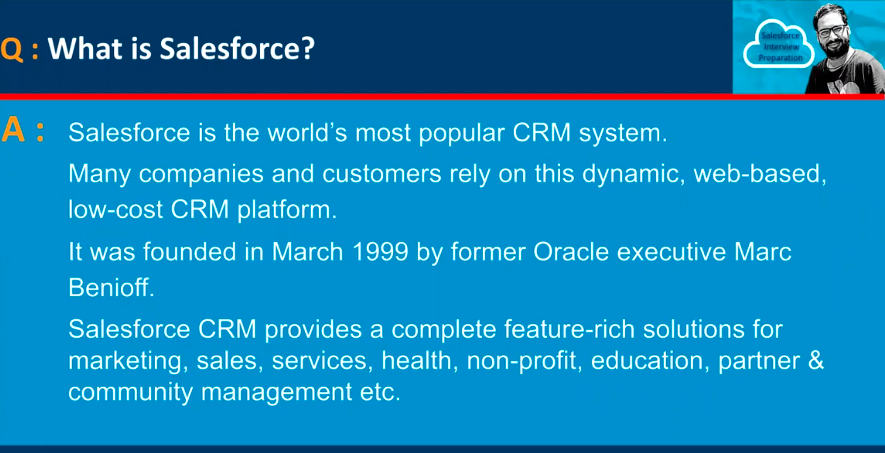 Q : What is Salesforce?
Salesforce
Interview
Preparation
A : Salesforce is the world's most popular CRM system.
Many companies and customers rely on this dynamic, web-based,
low-cost CRM platform.
It was founded in March 1999 by former Oracle executive Marc
Benioff.
Salesforce CRM provides a complete feature-rich solutions for
marketing, sales, services, health, non-profit, education, partner &
community management etc.